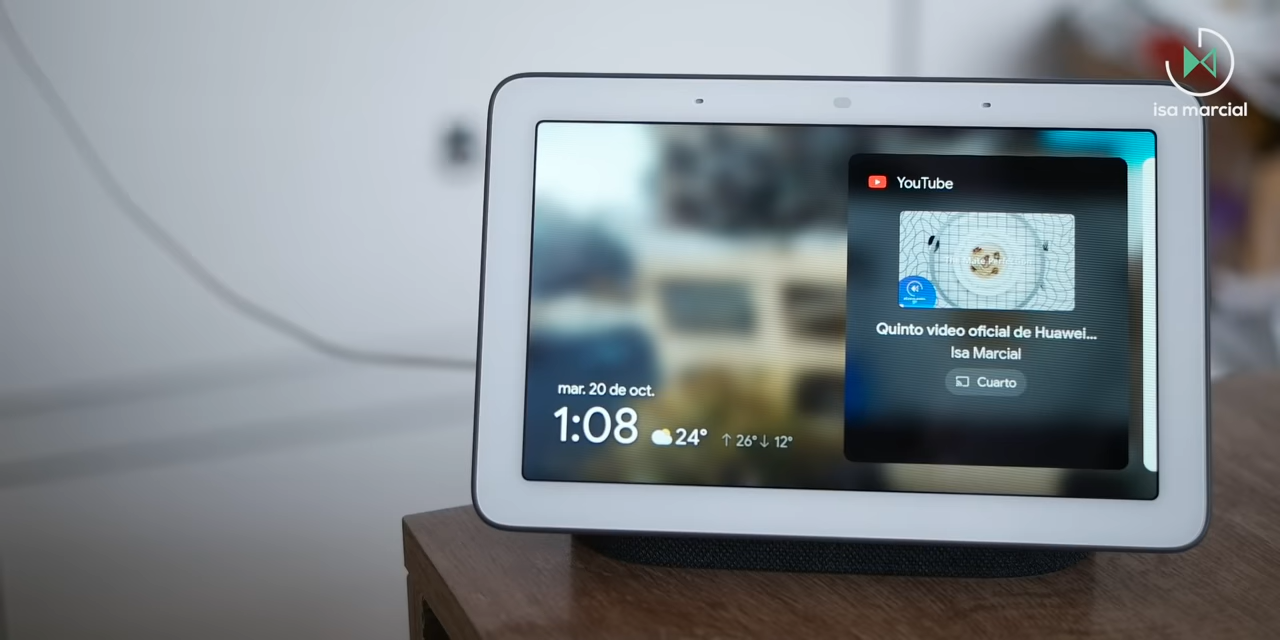 isa marcial
YouTube
Quinto video oficial de Huawei...
Isa Marcial
Cuarto
mar. 20 de oct.
1:08 24° ↑ 26° ↓ 12°